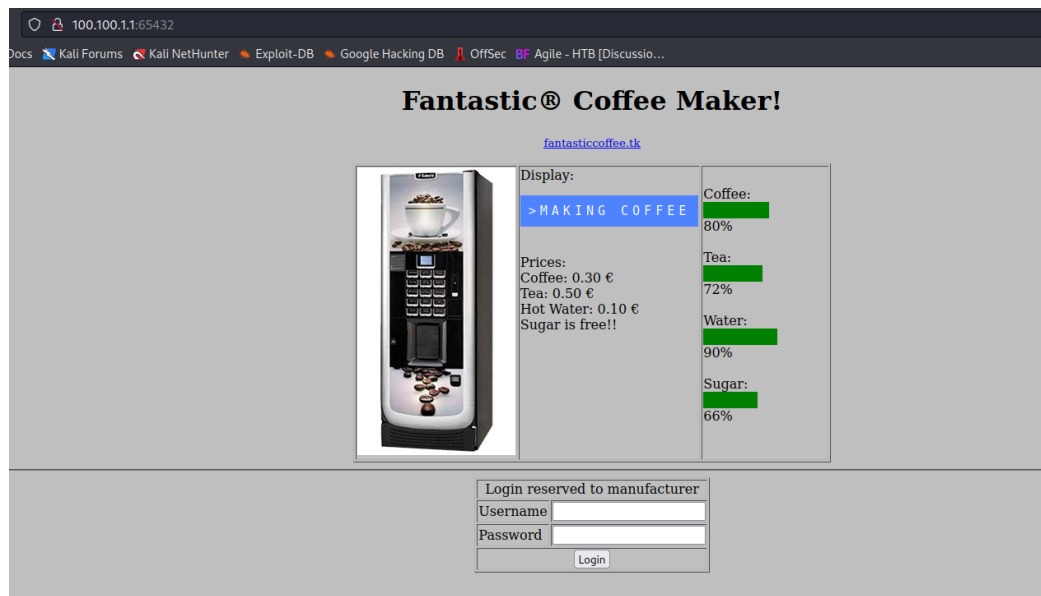 100.100.1.1:65432
Docs Kali Forums Kali NetHunter Exploit-DB Google Hacking DB OffSec BF Agile - HTB [Discussio...
Fantastic® Coffee Maker!
fantasticcoffee.tk
Display:
>MAKING COFFEE
Prices:
Coffee: 0.30 €
Tea: 0.50 €
Hot Water: 0.10 €
Sugar is free!!
Coffee:
80%
Tea:
72%
Water:
90%
Sugar:
66%
Login reserved to manufacturer
Username
Password
Login